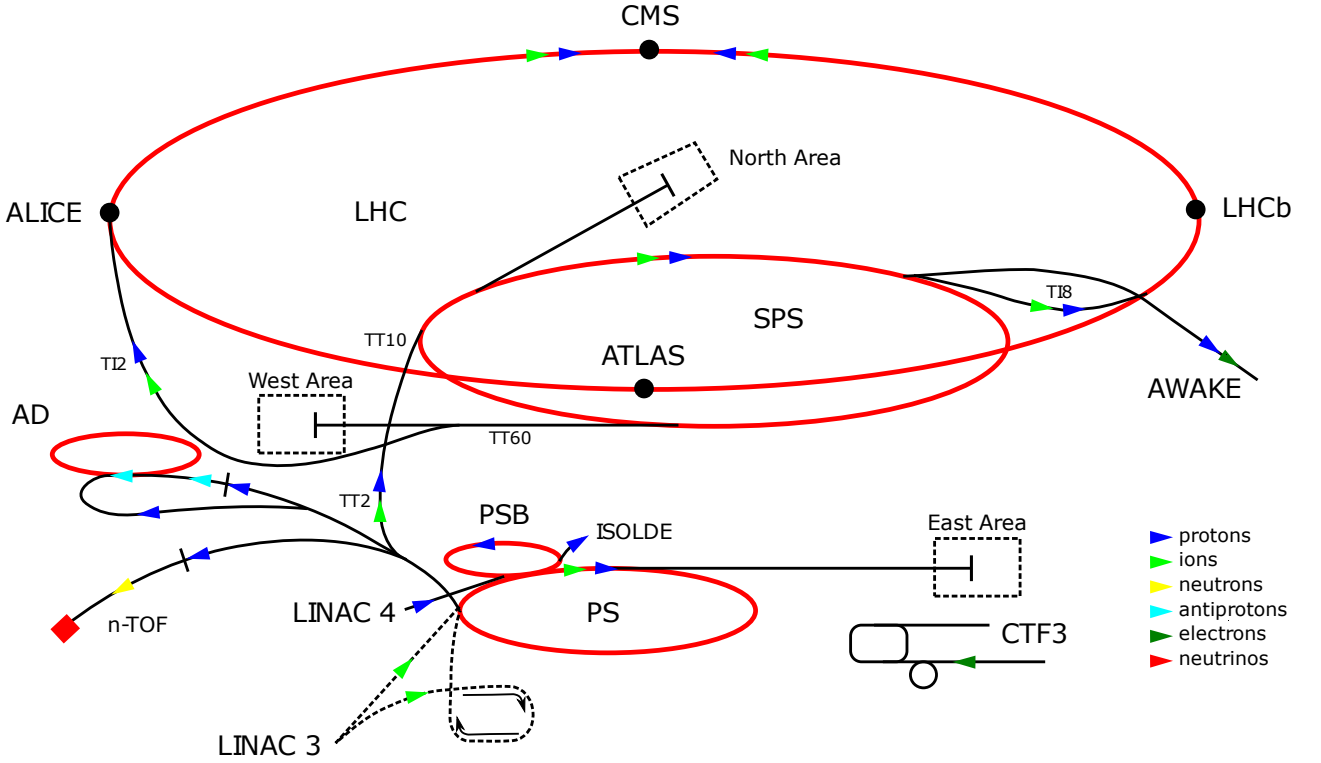 CMS
North Area
ALICE
LHC
LHCb
TI8
SPS
TT10
ATLAS
TI2
West Area
AWAKE
AD
TT60
TT2
PSB
ISOLDE
East Area
protons
ions
neutrons
antiprotons
electrons
neutrinos
LINAC 4
PS
n-TOF
CTF3
LINAC 3